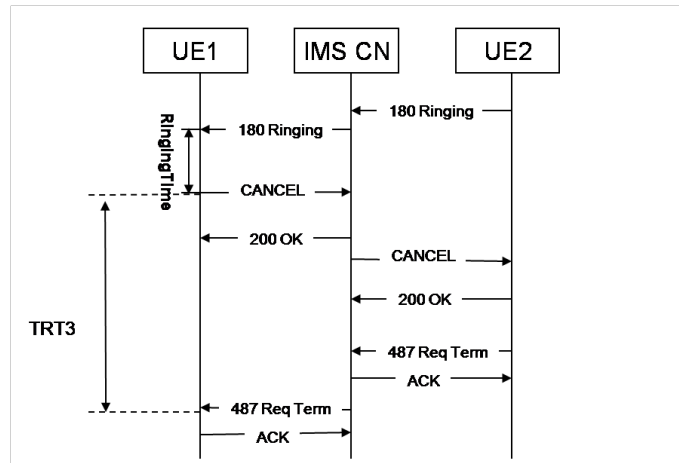 UE1
IMS CN
UE2
180 Ringing
180 Ringing
RingingTime
CANCEL
200 OK
CANCEL
200 OK
TRT3
487 Req Term
ACK
487 Req Term
ACK